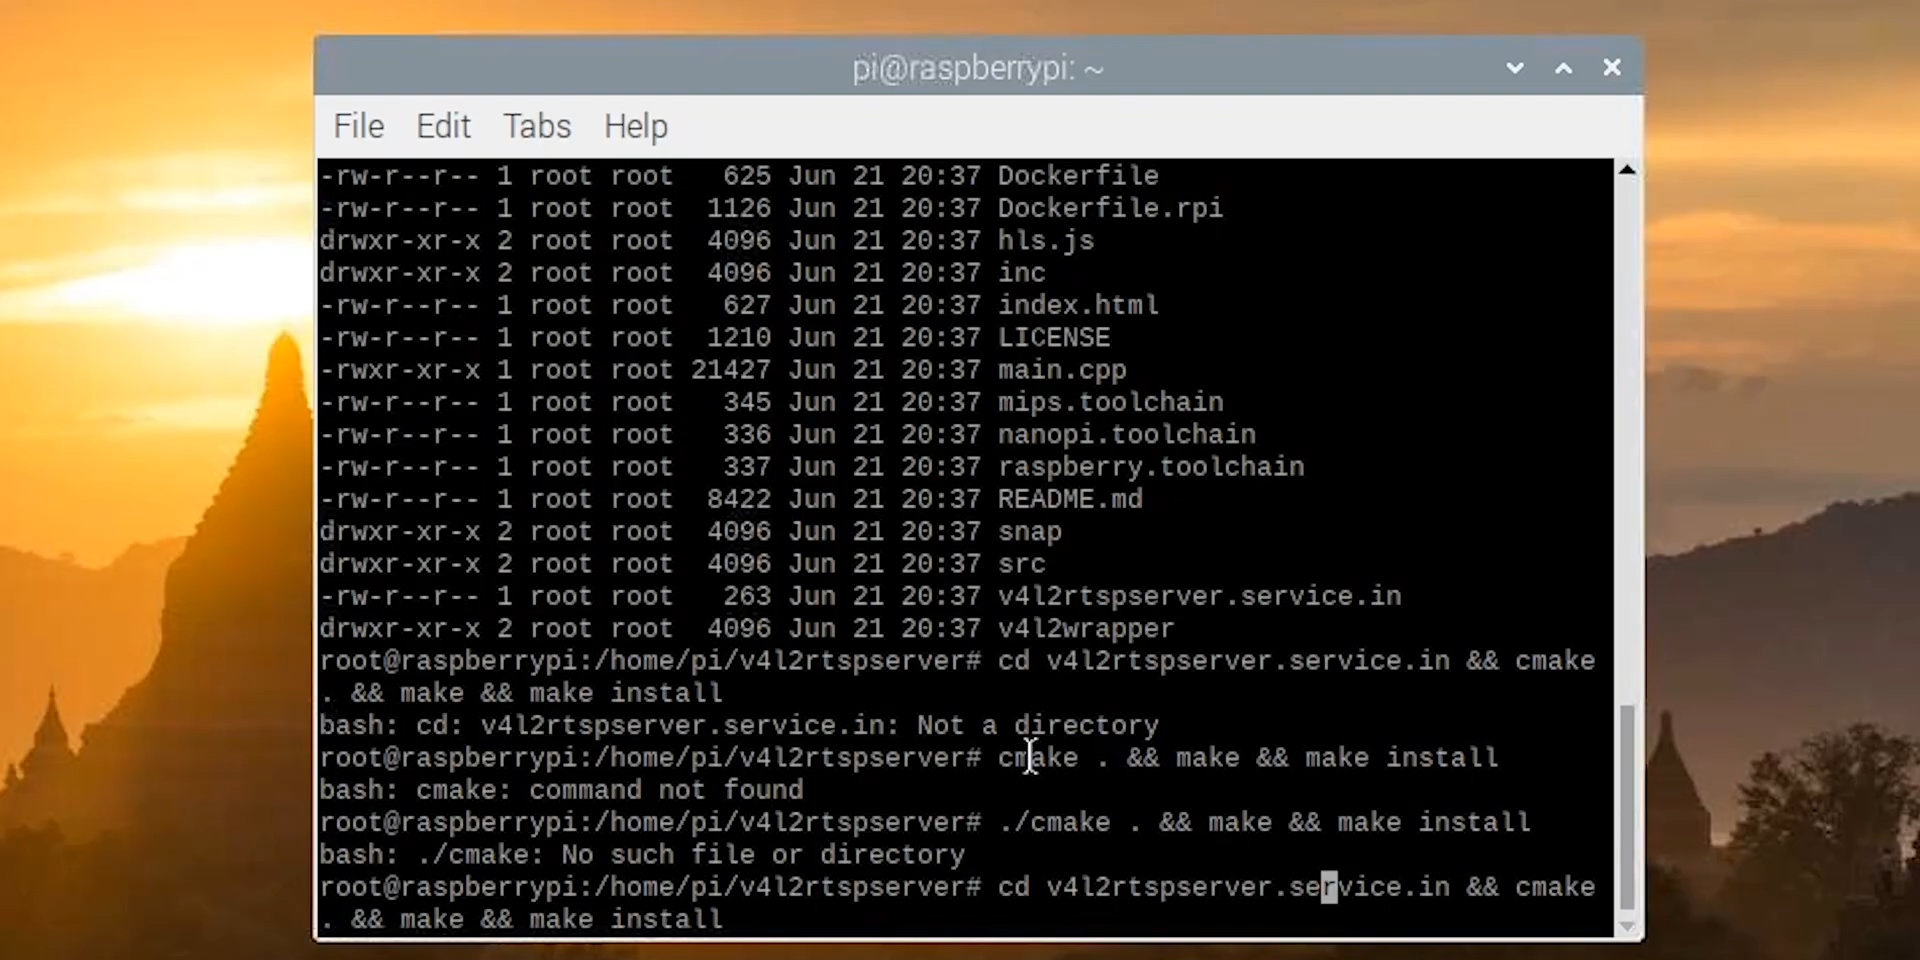 pi@raspberrypi: ~
File Edit Tabs Help
-rw-r--r-- 1 root root   625 Jun 21 20:37 Dockerfile
-rw-r--r-- 1 root root  1126 Jun 21 20:37 Dockerfile.rpi
drwxr-xr-x 2 root root  4096 Jun 21 20:37 hls.js
drwxr-xr-x 2 root root  4096 Jun 21 20:37 inc
-rw-r--r-- 1 root root   627 Jun 21 20:37 index.html
-rw-r--r-- 1 root root  1210 Jun 21 20:37 LICENSE
-rwxr-xr-x 1 root root 21427 Jun 21 20:37 main.cpp
-rw-r--r-- 1 root root   345 Jun 21 20:37 mips.toolchain
-rw-r--r-- 1 root root   336 Jun 21 20:37 nanopi.toolchain
-rw-r--r-- 1 root root   337 Jun 21 20:37 raspberry.toolchain
-rw-r--r-- 1 root root  8422 Jun 21 20:37 README.md
drwxr-xr-x 2 root root  4096 Jun 21 20:37 snap
drwxr-xr-x 2 root root  4096 Jun 21 20:37 src
-rw-r--r-- 1 root root   263 Jun 21 20:37 v4l2rtspserver.service.in
drwxr-xr-x 2 root root  4096 Jun 21 20:37 v4l2wrapper
root@raspberrypi:/home/pi/v4l2rtspserver# cd v4l2rtspserver.service.in && cmake
. && make && make install
bash: cd: v4l2rtspserver.service.in: Not a directory
root@raspberrypi:/home/pi/v4l2rtspserver# cmake . && make && make install
bash: cmake: command not found
root@raspberrypi:/home/pi/v4l2rtspserver# ./cmake . && make && make install
bash: ./cmake: No such file or directory
root@raspberrypi:/home/pi/v4l2rtspserver# cd v4l2rtspserver.service.in && cmake
. && make && make install